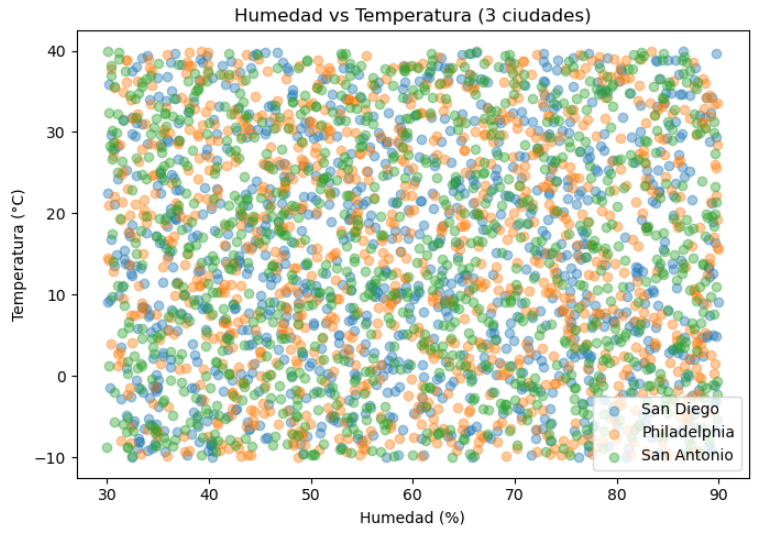 Humedad vs Temperatura (3 ciudades)
Temperatura (°C)
40
30
20
10
0
−10
San Diego
Philadelphia
San Antonio
30 40 50 60 70 80 90
Humedad (%)